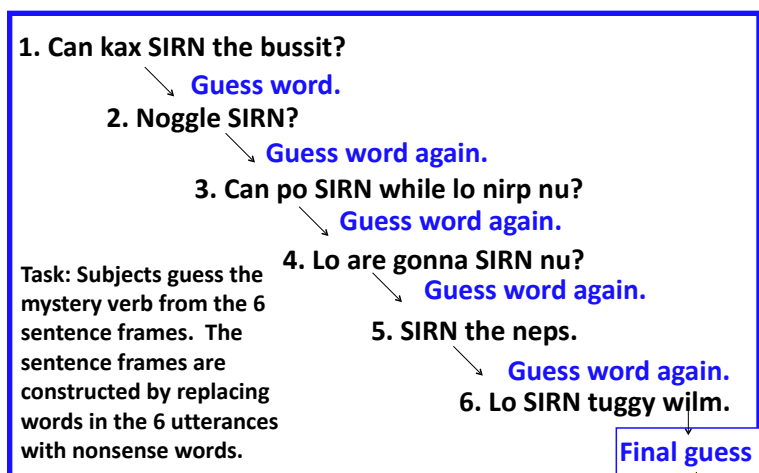 1. Can kax SIRN the bussit?
Guess word.
2. Noggle SIRN?
Guess word again.
3. Can po SIRN while lo nirp nu?
Guess word again.
4. Lo are gonna SIRN nu?
Guess word again.
5. SIRN the neps.
Guess word again.
6. Lo SIRN tuggy wilm.
Final guess
Task: Subjects guess the
mystery verb from the 6
sentence frames. The
sentence frames are
constructed by replacing
words in the 6 utterances
with nonsense words.